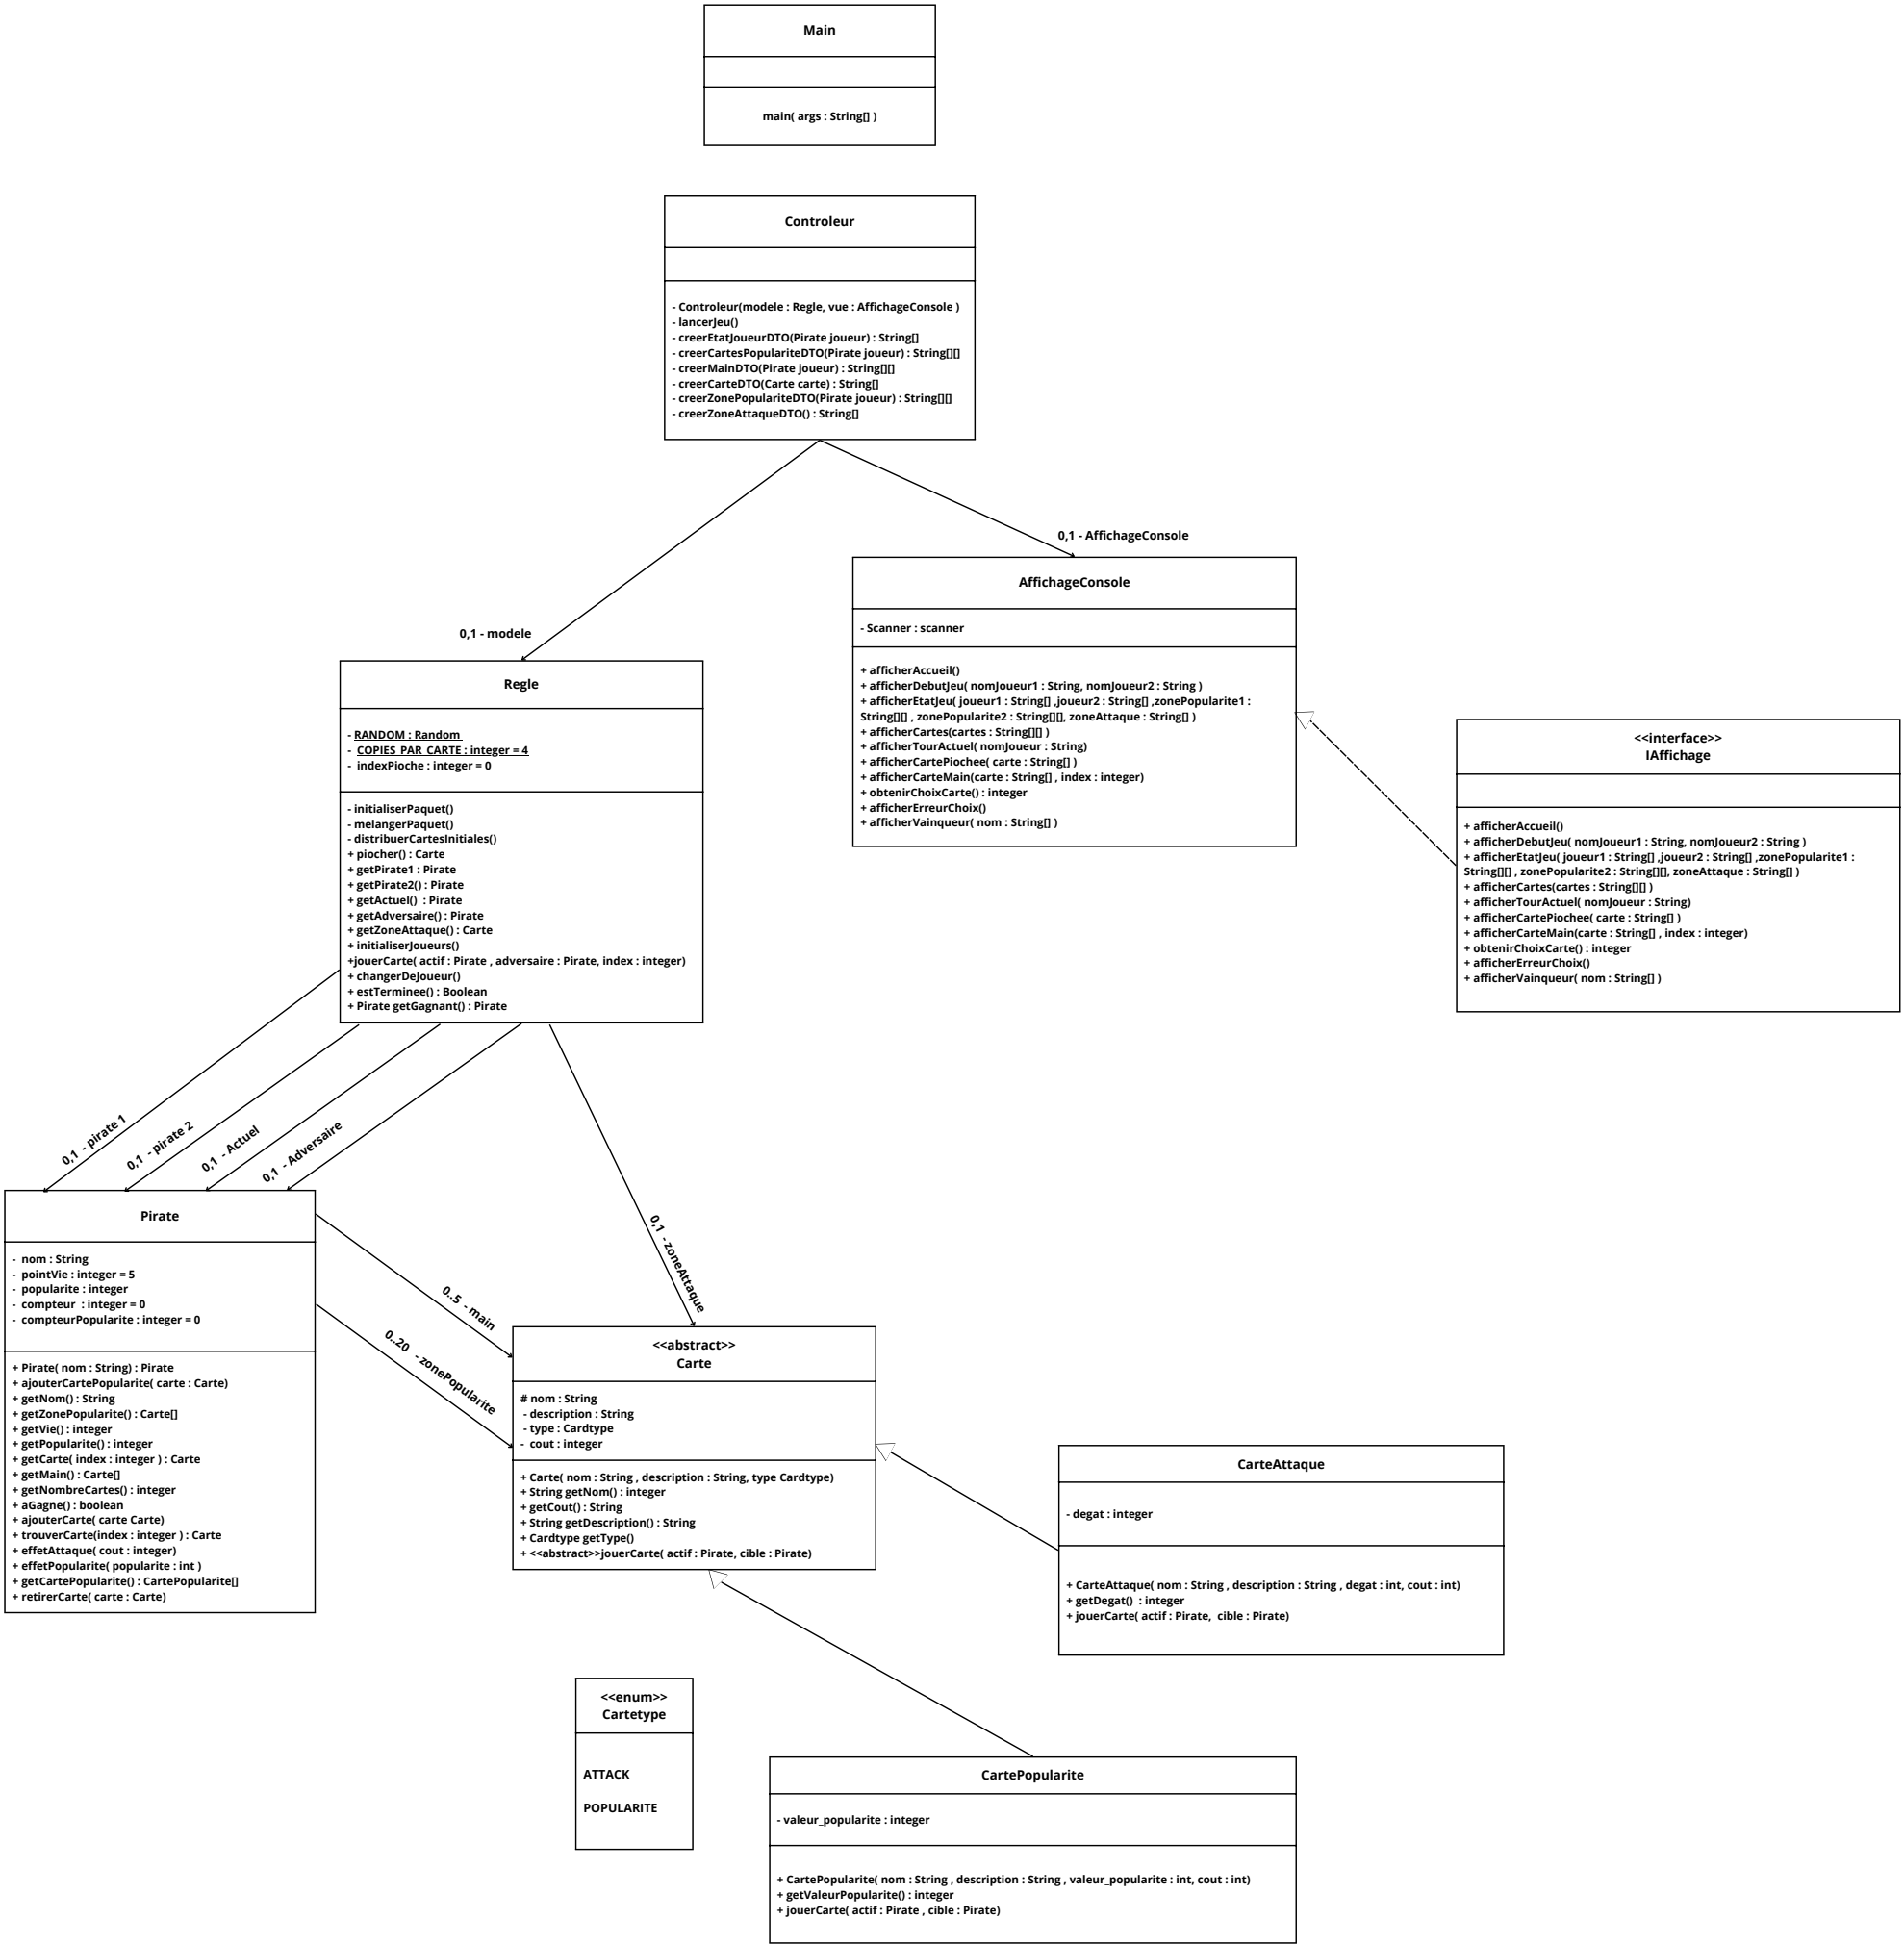 Main
main( args : String[] )
Controleur
- Controleur(modele : Regle, vue : AffichageConsole )
- lancerJeu()
- creerEtatJoueurDTO(Pirate joueur) : String[]
- creerCartesPopulariteDTO(Pirate joueur) : String[][]
- creerMainDTO(Pirate joueur) : String[][]
- creerCarteDTO(Carte carte) : String[]
- creerZonePopulariteDTO(Pirate joueur) : String[][]
- creerZoneAttaqueDTO() : String[]
0,1 - AffichageConsole
0,1 - modele
AffichageConsole
- Scanner : scanner
+ afficherAccueil()
+ afficherDebutJeu( nomJoueur1 : String, nomJoueur2 : String )
+ afficherEtatJeu( joueur1 : String[] ,joueur2 : String[] ,zonePopularite1 :
String[][] , zonePopularite2 : String[][], zoneAttaque : String[] )
+ afficherCartes(cartes : String[][] )
+ afficherTourActuel( nomJoueur : String)
+ afficherCartePiochee( carte : String[] )
+ afficherCarteMain(carte : String[] , index : integer)
+ obtenirChoixCarte() : integer
+ afficherErreurChoix()
+ afficherVainqueur( nom : String[] )
<<interface>>
IAffichage
+ afficherAccueil()
+ afficherDebutJeu( nomJoueur1 : String, nomJoueur2 : String )
+ afficherEtatJeu( joueur1 : String[] ,joueur2 : String[] ,zonePopularite1 :
String[][] , zonePopularite2 : String[][], zoneAttaque : String[] )
+ afficherCartes(cartes : String[][] )
+ afficherTourActuel( nomJoueur : String)
+ afficherCartePiochee( carte : String[] )
+ afficherCarteMain(carte : String[] , index : integer)
+ obtenirChoixCarte() : integer
+ afficherErreurChoix()
+ afficherVainqueur( nom : String[] )
Regle
- RANDOM : Random
- COPIES_PAR_CARTE : integer = 4
- indexPioche : integer = 0
- initialiserPaquet()
- melangerPaquet()
- distribuerCartesInitiales()
+ piocher() : Carte
+ getPirate1 : Pirate
+ getPirate2() : Pirate
+ getActuel()  : Pirate
+ getAdversaire() : Pirate
+ getZoneAttaque() : Carte
+ initialiserJoueurs()
+jouerCarte( actif : Pirate , adversaire : Pirate, index : integer)
+ changerDeJoueur()
+ estTerminee() : Boolean
+ Pirate getGagnant() : Pirate
0,1 - pirate 1
0,1 - pirate 2
0,1 - Actuel
0,1 - Adversaire
0,1 - zoneAttaque
Pirate
- nom : String
- pointVie : integer = 5
- popularite : integer
- compteur  : integer = 0
- compteurPopularite : integer = 0
+ Pirate( nom : String) : Pirate
+ ajouterCartePopularite( carte : Carte)
+ getNom() : String
+ getZonePopularite() : Carte[]
+ getVie() : integer
+ getPopularite() : integer
+ getCarte( index : integer ) : Carte
+ getMain() : Carte[]
+ getNombreCartes() : integer
+ aGagne() : boolean
+ ajouterCarte( carte Carte)
+ trouverCarte(index : integer ) : Carte
+ effetAttaque( cout : integer)
+ effetPopularite( popularite : int )
+ getCartePopularite() : CartePopularite[]
+ retirerCarte( carte : Carte)
0..5 - main
0..20 - zonePopularite
<<abstract>>
Carte
# nom : String
- description : String
- type : Cardtype
- cout : integer
+ Carte( nom : String , description : String, type Cardtype)
+ String getNom() : integer
+ getCout() : String
+ String getDescription() : String
+ Cardtype getType()
+ <<abstract>>jouerCarte( actif : Pirate, cible : Pirate)
CarteAttaque
- degat : integer
+ CarteAttaque( nom : String , description : String , degat : int, cout : int)
+ getDegat()  : integer
+ jouerCarte( actif : Pirate,  cible : Pirate)
<<enum>>
Cartetype
ATTACK
POPULARITE
CartePopularite
- valeur_popularite : integer
+ CartePopularite( nom : String , description : String , valeur_popularite : int, cout : int)
+ getValeurPopularite() : integer
+ jouerCarte( actif : Pirate , cible : Pirate)